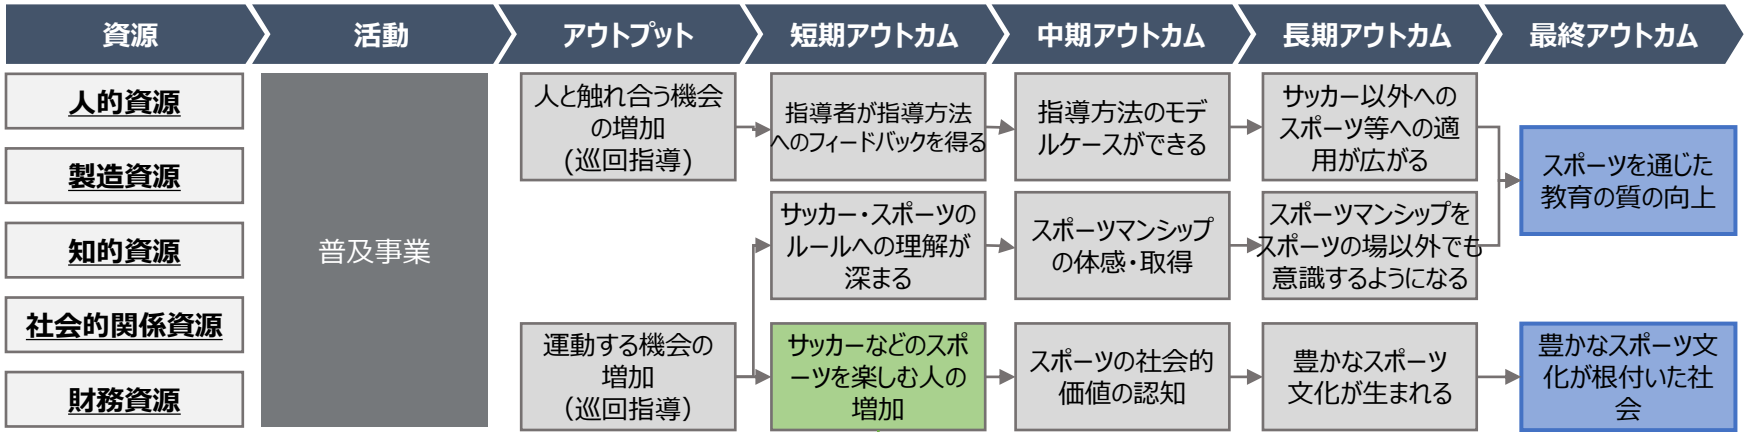 資源
活動
アウトプット
短期アウトカム
中期アウトカム
長期アウトカム
最終アウトカム
人的資源
製造資源
知的資源
社会的関係資源
財務資源
普及事業
人と触れ合う機会
の増加
(巡回指導)
運動する機会の
増加
（巡回指導）
指導者が指導方法
へのフィードバックを得る
サッカー・スポーツの
ルールへの理解が
深まる
サッカーなどのスポ
ーツを楽しむ人の
増加
指導方法のモデ
ルケースができる
スポーツマンシップ
の体感・取得
スポーツの社会的
価値の認知
サッカー以外への
スポーツ等への適
用が広がる
スポーツマンシップを
スポーツの場以外でも
意識するようになる
豊かなスポーツ
文化が生まれる
スポーツを通じた
教育の質の向上
豊かなスポーツ文
化が根付いた社
会